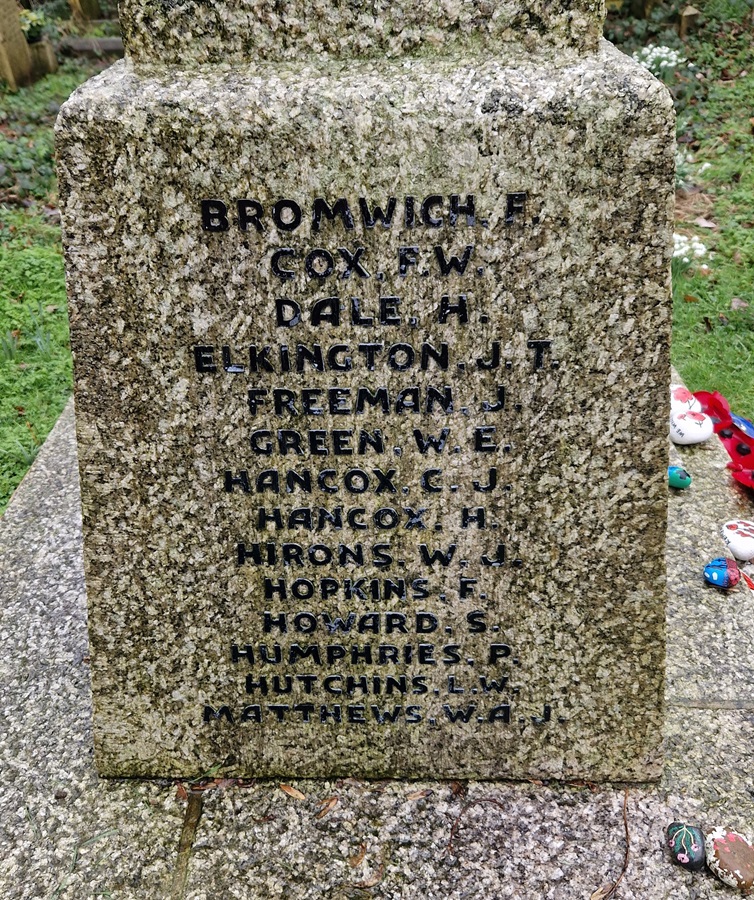 BROMWICH. F.
COX. F.W.
DALE. H.
ELKINGTON. J. T.
FREEMAN. J.
GREEN. W. E.
HANCOX. C. J.
HANCOX. H.
HIRONS. W. J.
HOPKINS. F.
HOWARD. S.
HUMPHRIES. P.
HUTCHINS. L.W.
MATTHEWS. W.A.J.